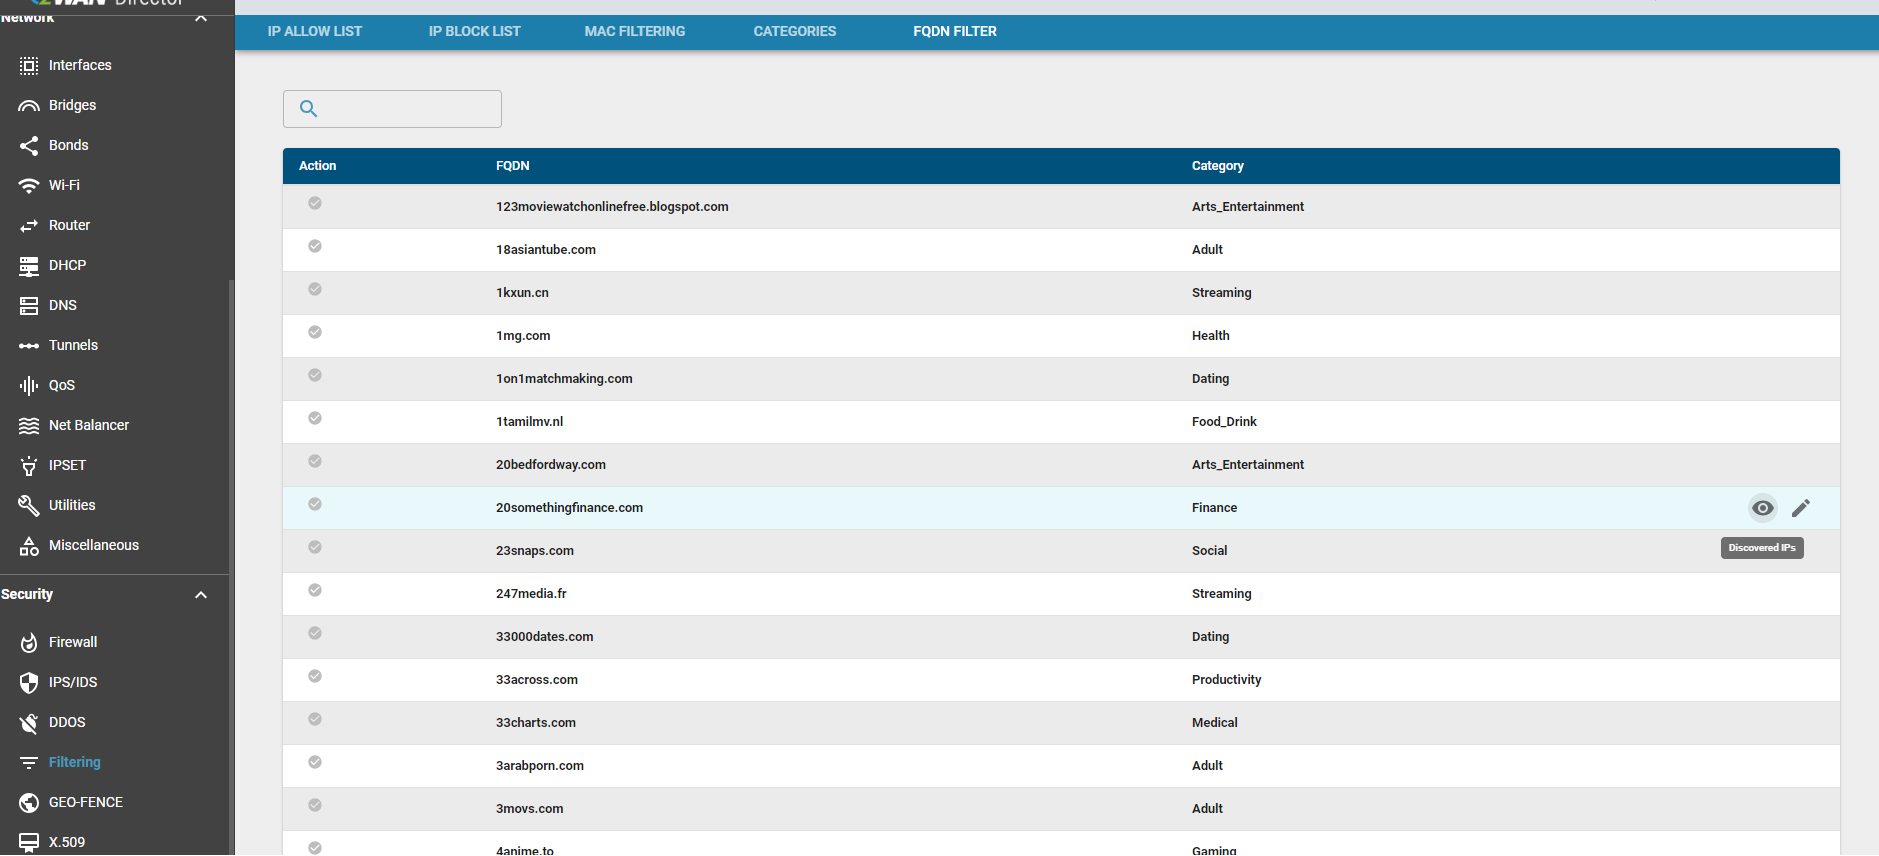 WAN Director
Network
Interfaces
Bridges
Bonds
Wi-Fi
Router
DHCP
DNS
Tunnels
QoS
Net Balancer
IPSET
Utilities
Miscellaneous
Security
Firewall
IPS/IDS
DDOS
Filtering
GEO-FENCE
X.509
IP ALLOW LIST IP BLOCK LIST MAC FILTERING CATEGORIES FQDN FILTER
Action FQDN Category
123moviewatchonlinefree.blogspot.com Arts_Entertainment
18asiantube.com Adult
1kxun.cn Streaming
1mg.com Health
1on1matchmaking.com Dating
1tamilmv.nl Food_Drink
20bedfordway.com Arts_Entertainment
20somethingfinance.com Finance
23snaps.com Social
Discovered IPs
247media.fr Streaming
33000dates.com Dating
33across.com Productivity
33charts.com Medical
3arabporn.com Adult
3movs.com Adult
4anime.to Gaming